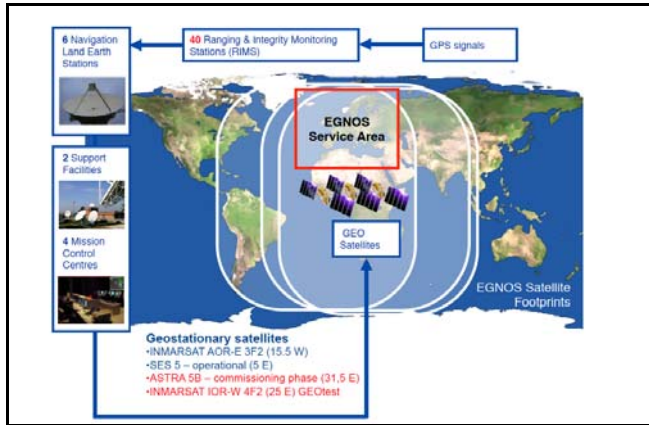 6 Navigation
Land Earth
Stations
40 Ranging & Integrity Monitoring
Stations (RIMS)
GPS signals
EGNOS
Service Area
2 Support
Facilities
4 Mission
Control
Centres
GEO
Satellites
EGNOS Satellite
Footprints
Geostationary satellites
•INMARSAT AOR-E 3F2 (15.5 W)
•SES 5 – operational (5 E)
•ASTRA 5B – commissioning phase (31,5 E)
•INMARSAT IOR-W 4F2 (25 E) GEOtest